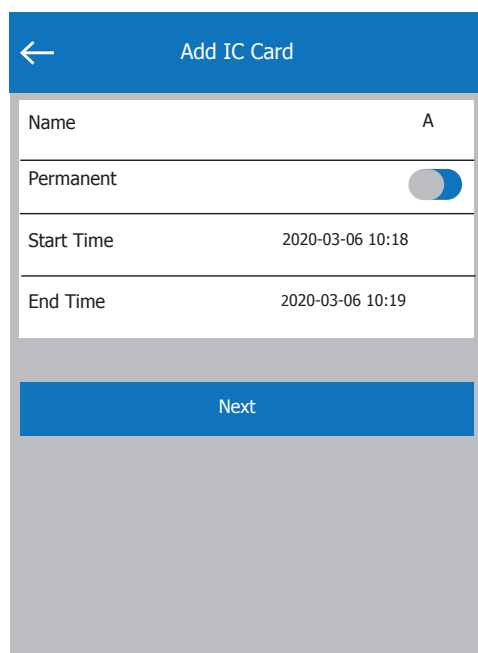 Add IC Card
Name A
Permanent
Start Time 2020-03-06 10:18
End Time 2020-03-06 10:19
Next